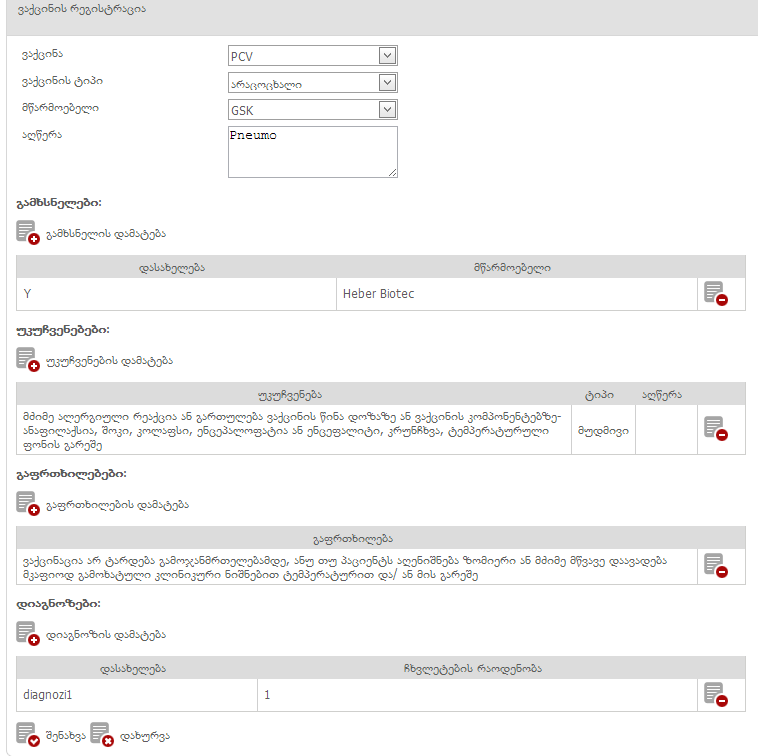 ვაქცინის რეგისტრაცია
ვაქცინა PCV
ვაქცინის ტიპი არაცოცხალი
მწარმოებელი GSK
აღწერა Pneumo
გამხსნელები:
გამხსნელის დამატება
დასახელება მწარმოებელი
Y Heber Biotec
უკუჩვენებები:
უკუჩვენების დამატება
უკუჩვენება ტიპი აღწერა
მძიმე ალერგიული რეაქცია ან გართულება ვაქცინის წინა დოზაზე ან ვაქცინის კომპონენტებზე-
ანაფილაქსია, შოკი, კოლაფსი, ენცეპალოფატია ან ენცეფალიტი, კრუნჩხვა, ტემპერატურული მუდმივი
ფონის გარეშე
გაფრთხილებები:
გაფრთხილების დამატება
გაფრთხილება
ვაქცინაცია არ ტარდება გამოჯანმრთელებამდე, ანუ თუ პაციენტს აღენიშნება ზომიერი ან მძიმე მწვავე დაავადება
მკაფიოდ გამოხატული კლინიკური ნიშნებით ტემპერატურით და/ ან მის გარეშე
დიაგნოზები:
დიაგნოზის დამატება
დასახელება ჩხვლეტების რაოდენობა
diagnozi1 1
შენახვა დახურვა